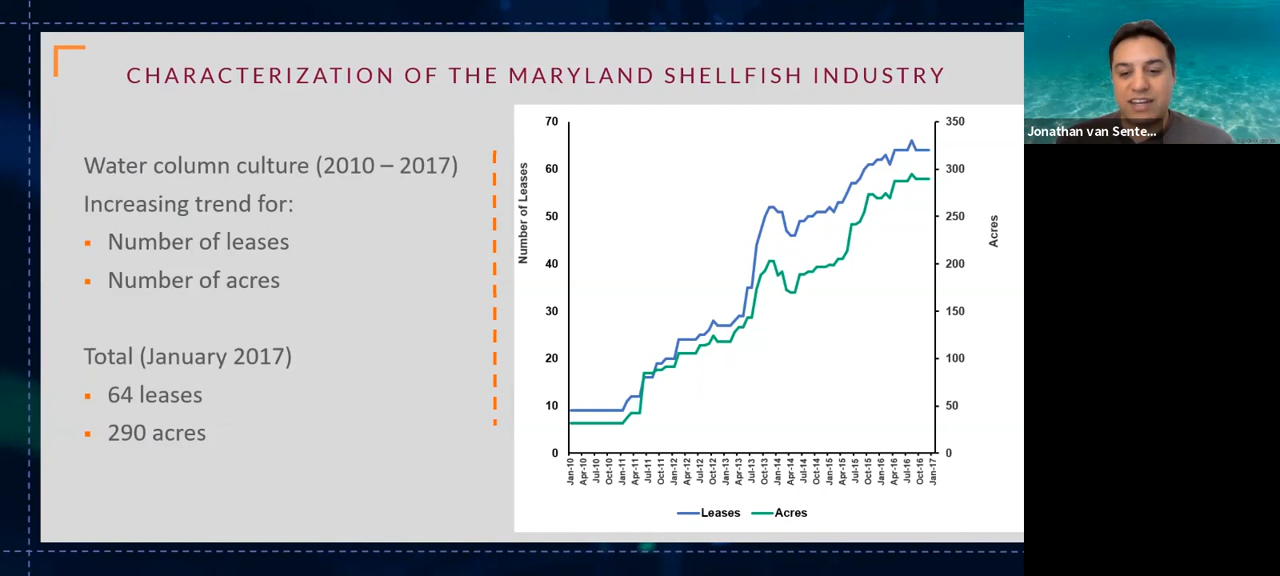 CHARACTERIZATION OF THE MARYLAND SHELLFISH INDUSTRY
Jonathan van Sente...
Water column culture (2010 – 2017)
Increasing trend for:
▪ Number of leases
▪ Number of acres
Total (January 2017)
▪ 64 leases
▪ 290 acres
Number of Leases
70
60
50
40
30
20
10
0
350
300
250
200
150
100
50
0
Acres
Jan-10 Apr-10 Jul-10 Oct-10 Jan-11 Apr-11 Jul-11 Oct-11 Jan-12 Apr-12 Jul-12 Oct-12 Jan-13 Apr-13 Jul-13 Oct-13 Jan-14 Apr-14 Jul-14 Oct-14 Jan-15 Apr-15 Jul-15 Oct-15 Jan-16 Apr-16 Jul-16 Oct-16 Jan-17
Leases Acres